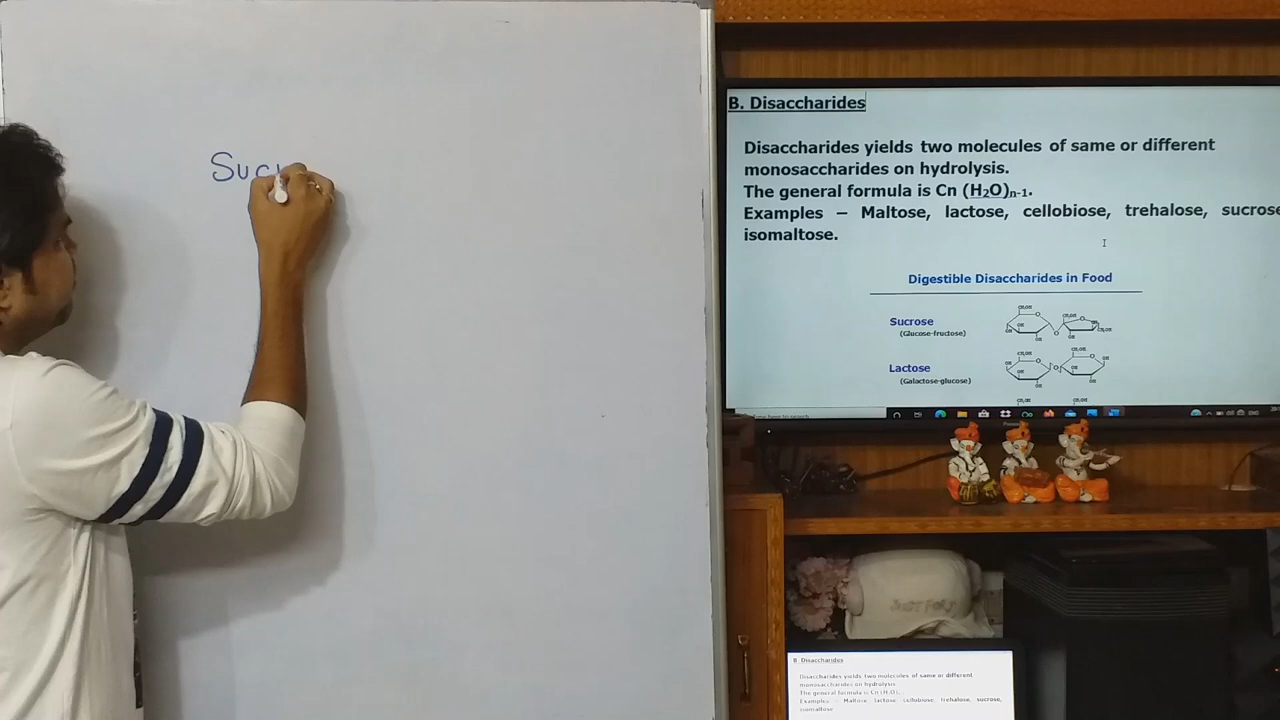 Suc
B. Disaccharides
Disaccharides yields two molecules of same or different
monosaccharides on hydrolysis.
The general formula is Cn (H₂O)ₙ₋₁.
Examples – Maltose, lactose, cellobiose, trehalose, sucrose
isomaltose.
Digestible Disaccharides in Food
Sucrose
(Glucose-fructose)
Lactose
(Galactose-glucose)
B Disaccharides
Disaccharides yields two molecules of same or different
monosaccharides on hydrolysis
The general formula is Cn (H₂O)
Examples – Maltose, lactose, cellobiose, trehalose, sucrose,
isomaltose